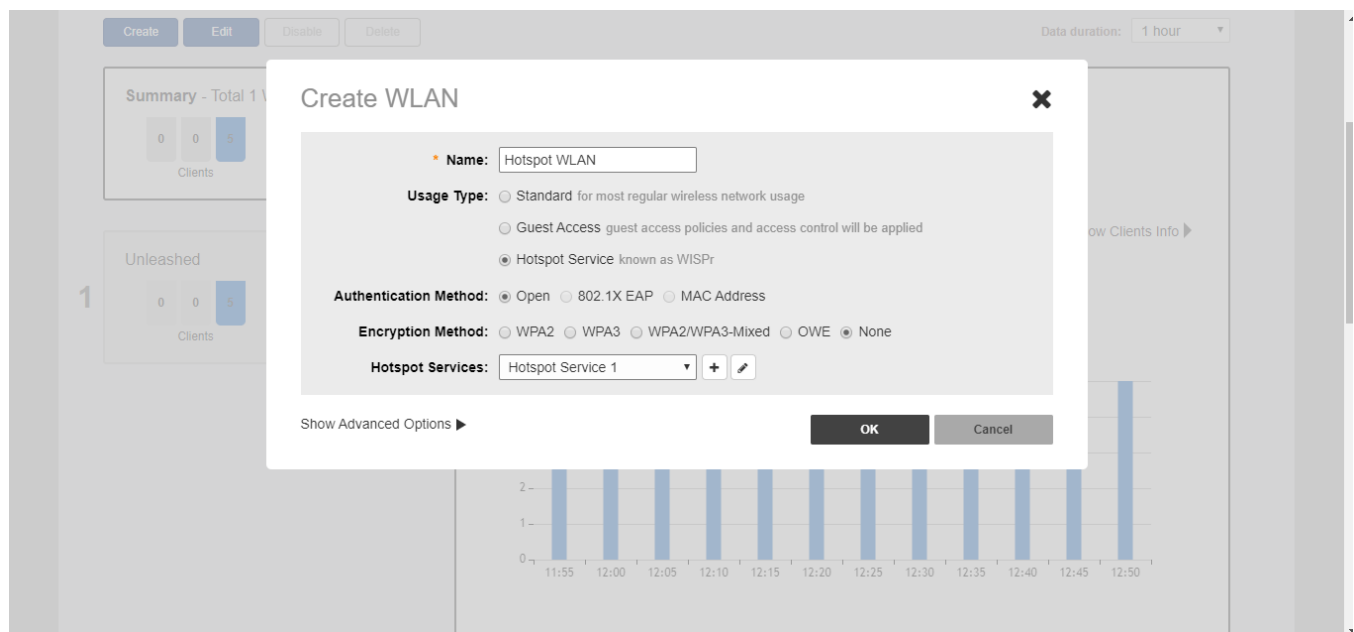 Create Edit Disable Delete Data duration: 1 hour
Summary - Total 1
0 0 5
Clients
Unleashed
1
0 0 5
Clients
Create WLAN
* Name: Hotspot WLAN
Usage Type: Standard for most regular wireless network usage
Guest Access guest access policies and access control will be applied
Hotspot Service known as WISPr
Authentication Method: Open 802.1X EAP MAC Address
Encryption Method: WPA2 WPA3 WPA2/WPA3-Mixed OWE None
Hotspot Services: Hotspot Service 1
Show Advanced Options
OK Cancel
ow Clients Info
2
1
0
11:55 12:00 12:05 12:10 12:15 12:20 12:25 12:30 12:35 12:40 12:45 12:50